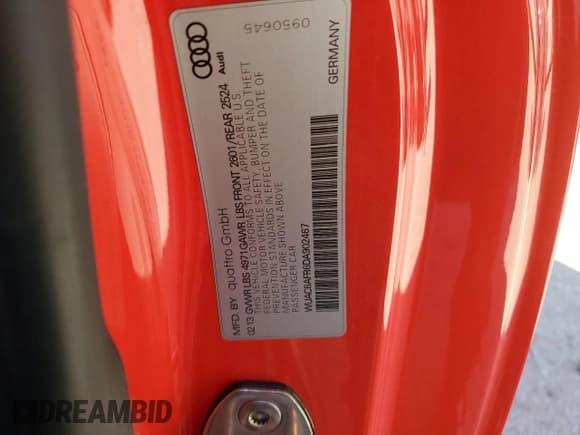 MFD. BY quattro GmbH
02 13 GVWR LBS 4971 GAWR LBS FRONT 2601/REAR 2524
THIS VEHICLE CONFORMS TO ALL APPLICABLE U S
FEDERAL MOTOR VEHICLE SAFETY, BUMPER AND THEFT
PREVENTION STANDARDS IN EFFECT ON THE DATE OF
MANUFACTURE SHOWN ABOVE
PASSENGER CAR
WUAC6AFR6DA902467
GERMANY
Audi
0950645
DREAMBID